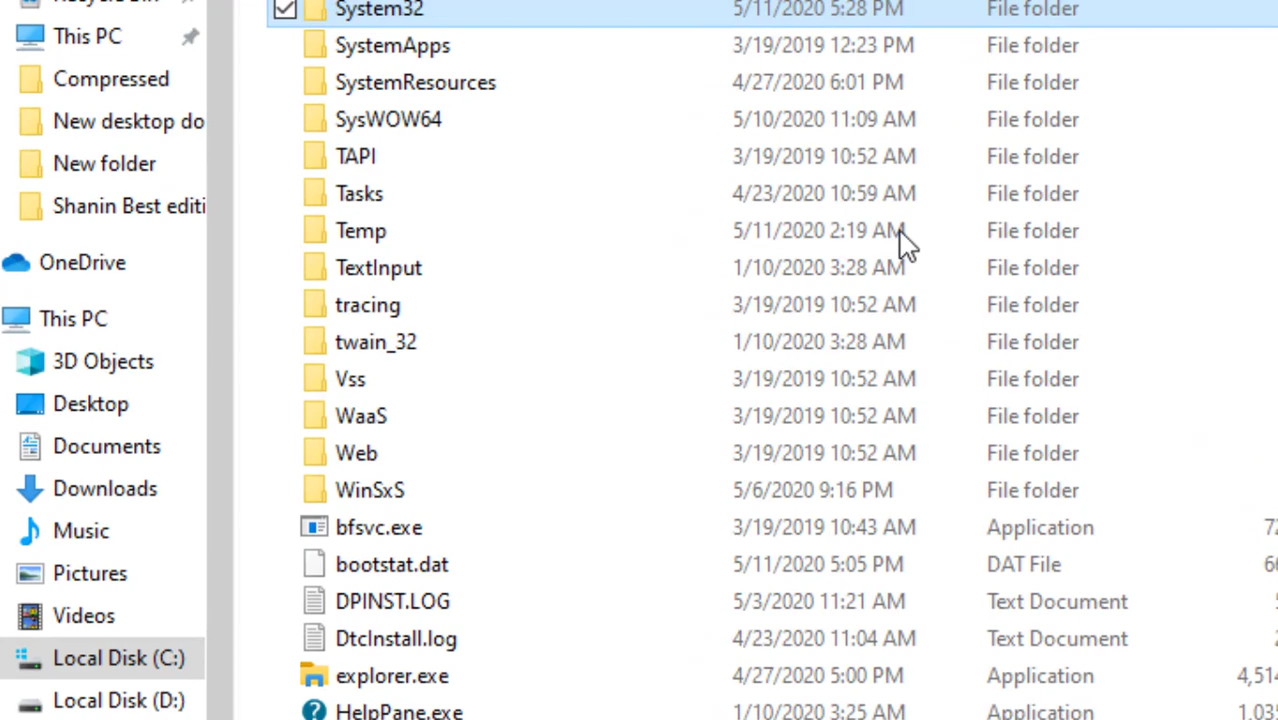 This PC
Compressed
New desktop do
New folder
Shanin Best editi
OneDrive
This PC
3D Objects
Desktop
Documents
Downloads
Music
Pictures
Videos
Local Disk (C:)
Local Disk (D:)
System32 5/11/2020 5:28 PM File folder
SystemApps 3/19/2019 12:23 PM File folder
SystemResources 4/27/2020 6:01 PM File folder
SysWOW64 5/10/2020 11:09 AM File folder
TAPI 3/19/2019 10:52 AM File folder
Tasks 4/23/2020 10:59 AM File folder
Temp 5/11/2020 2:19 AM File folder
TextInput 1/10/2020 3:28 AM File folder
tracing 3/19/2019 10:52 AM File folder
twain_32 1/10/2020 3:28 AM File folder
Vss 3/19/2019 10:52 AM File folder
WaaS 3/19/2019 10:52 AM File folder
Web 3/19/2019 10:52 AM File folder
WinSxS 5/6/2020 9:16 PM File folder
bfsvc.exe 3/19/2019 10:43 AM Application 72
bootstat.dat 5/11/2020 5:05 PM DAT File 66
DPINST.LOG 5/3/2020 11:21 AM Text Document
DtcInstall.log 4/23/2020 11:04 AM Text Document
explorer.exe 4/27/2020 5:00 PM Application 4,514
HelpPane.exe 1/10/2020 3:25 AM Application 1,035